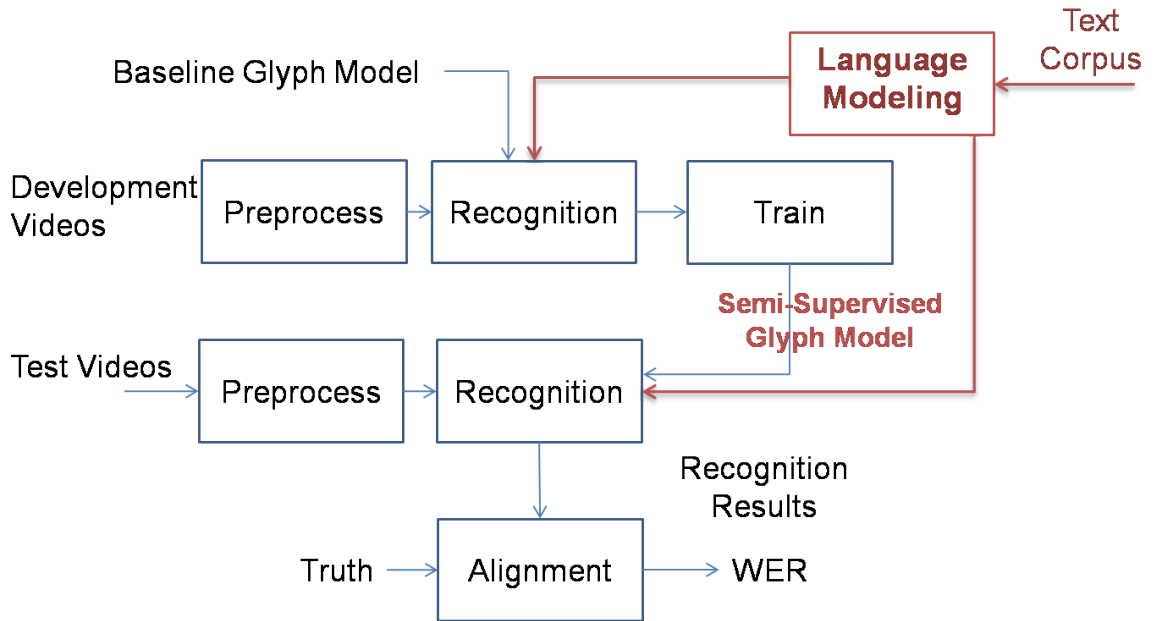 Text
Corpus
Language
Modeling
Baseline Glyph Model
Development
Videos
Preprocess
Recognition
Train
Semi-Supervised
Glyph Model
Test Videos
Preprocess
Recognition
Recognition
Results
Truth
Alignment
WER